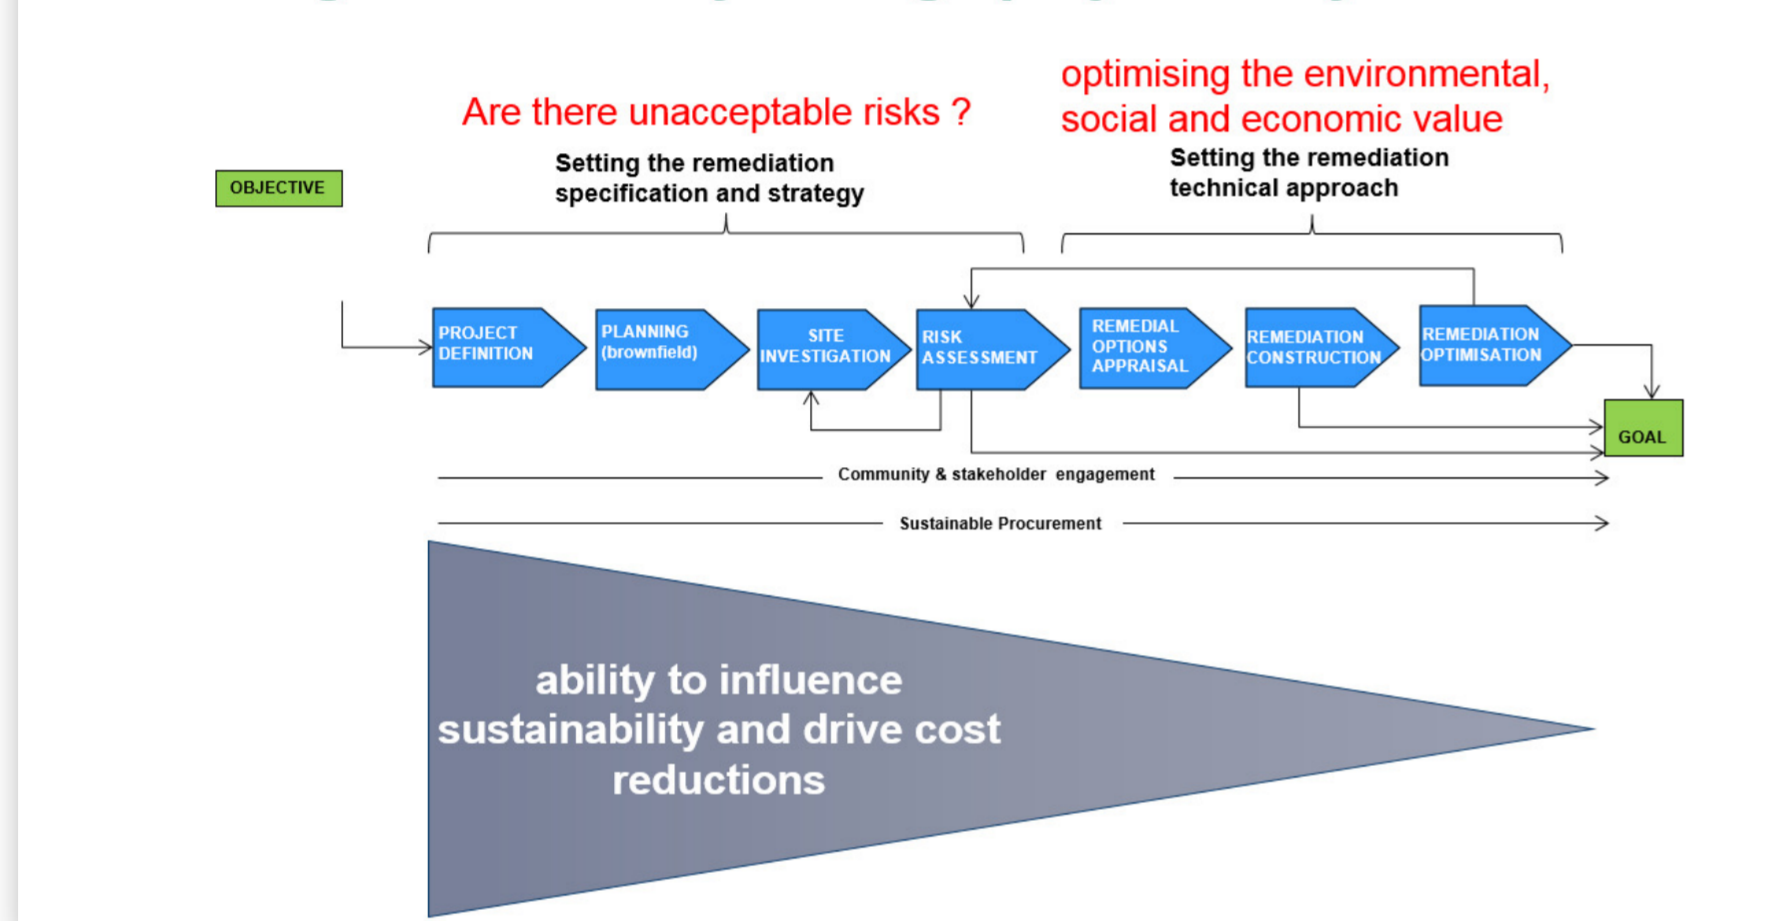 Are there unacceptable risks ?
optimising the environmental,
social and economic value
Setting the remediation
specification and strategy
Setting the remediation
technical approach
OBJECTIVE
PROJECT
DEFINITION
PLANNING
(brownfield)
SITE
INVESTIGATION
RISK
ASSESSMENT
REMEDIAL
OPTIONS
APPRAISAL
REMEDIATION
CONSTRUCTION
REMEDIATION
OPTIMISATION
GOAL
Community & stakeholder engagement
Sustainable Procurement
ability to influence
sustainability and drive cost
reductions